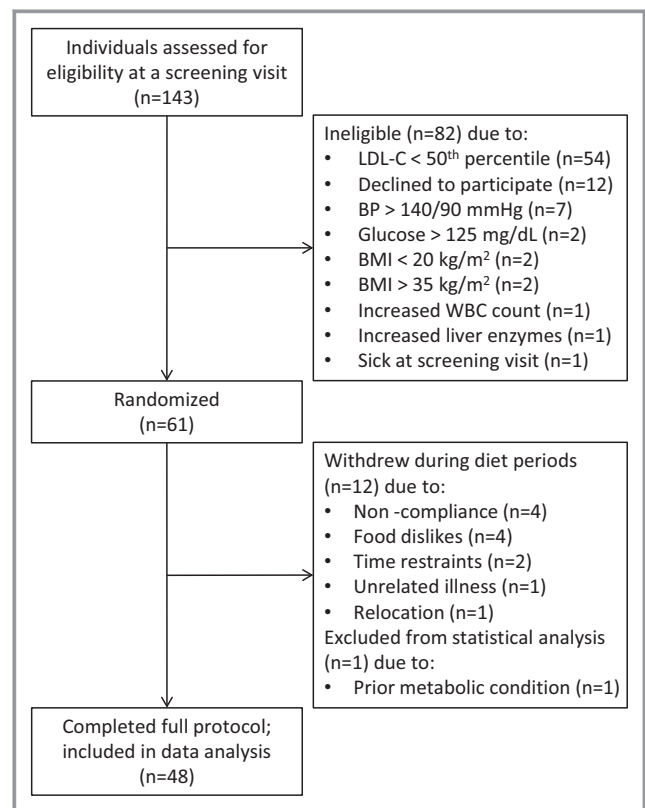 Individuals assessed for
eligibility at a screening visit
(n=143)
Ineligible (n=82) due to:
• LDL-C < 50th percentile (n=54)
• Declined to participate (n=12)
• BP > 140/90 mmHg (n=7)
• Glucose > 125 mg/dL (n=2)
• BMI < 20 kg/m² (n=2)
• BMI > 35 kg/m² (n=2)
• Increased WBC count (n=1)
• Increased liver enzymes (n=1)
• Sick at screening visit (n=1)
Randomized
(n=61)
Withdrew during diet periods
(n=12) due to:
• Non -compliance (n=4)
• Food dislikes (n=4)
• Time restraints (n=2)
• Unrelated illness (n=1)
• Relocation (n=1)
Excluded from statistical analysis
(n=1) due to:
• Prior metabolic condition (n=1)
Completed full protocol;
included in data analysis
(n=48)